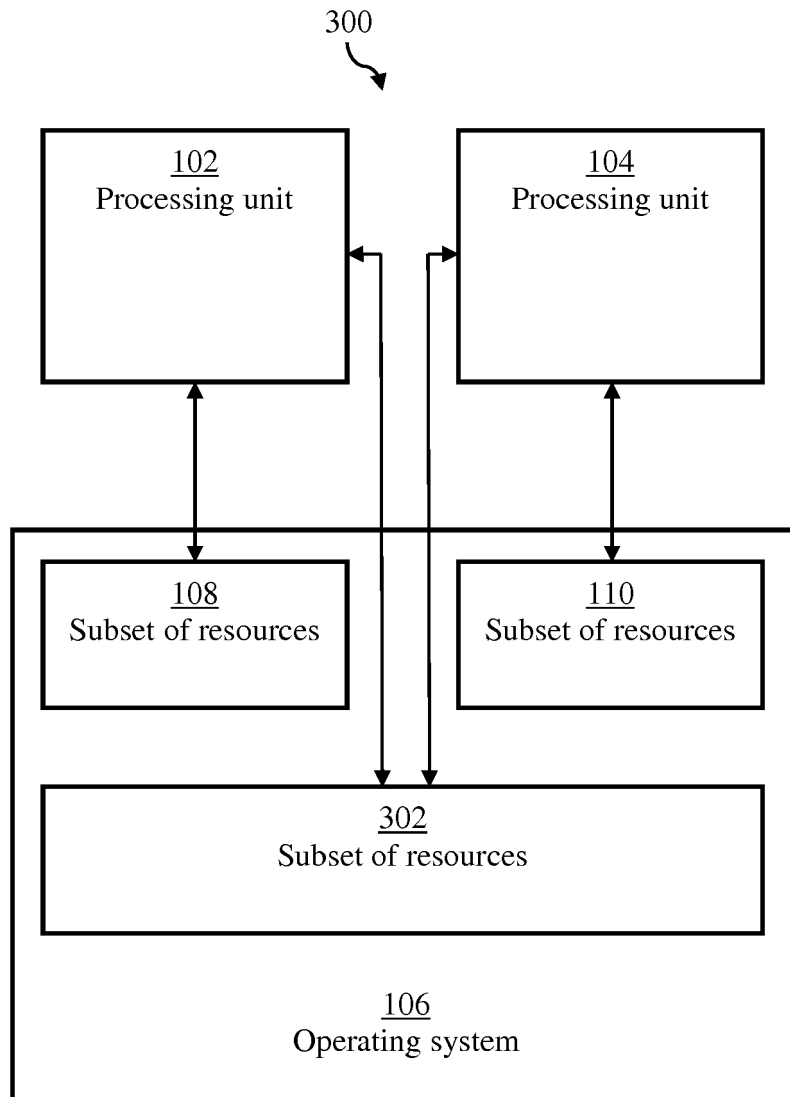 300
102
Processing unit
104
Processing unit
108
Subset of resources
110
Subset of resources
302
Subset of resources
106
Operating system